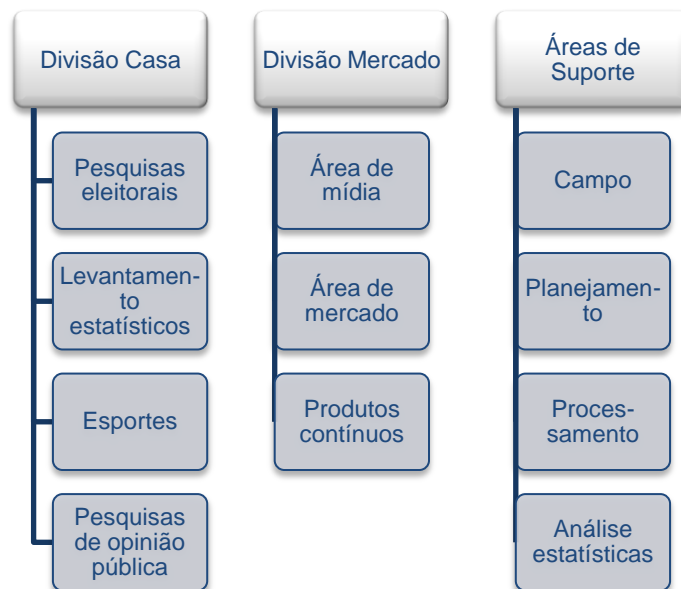 Divisão Casa
Pesquisas
eleitorais
Levantamen-
to
estatísticos
Esportes
Pesquisas
de opinião
pública
Divisão Mercado
Área de
mídia
Área de
mercado
Produtos
contínuos
Áreas de
Suporte
Campo
Planejamen-
to
Proces-
samento
Análise
estatísticas